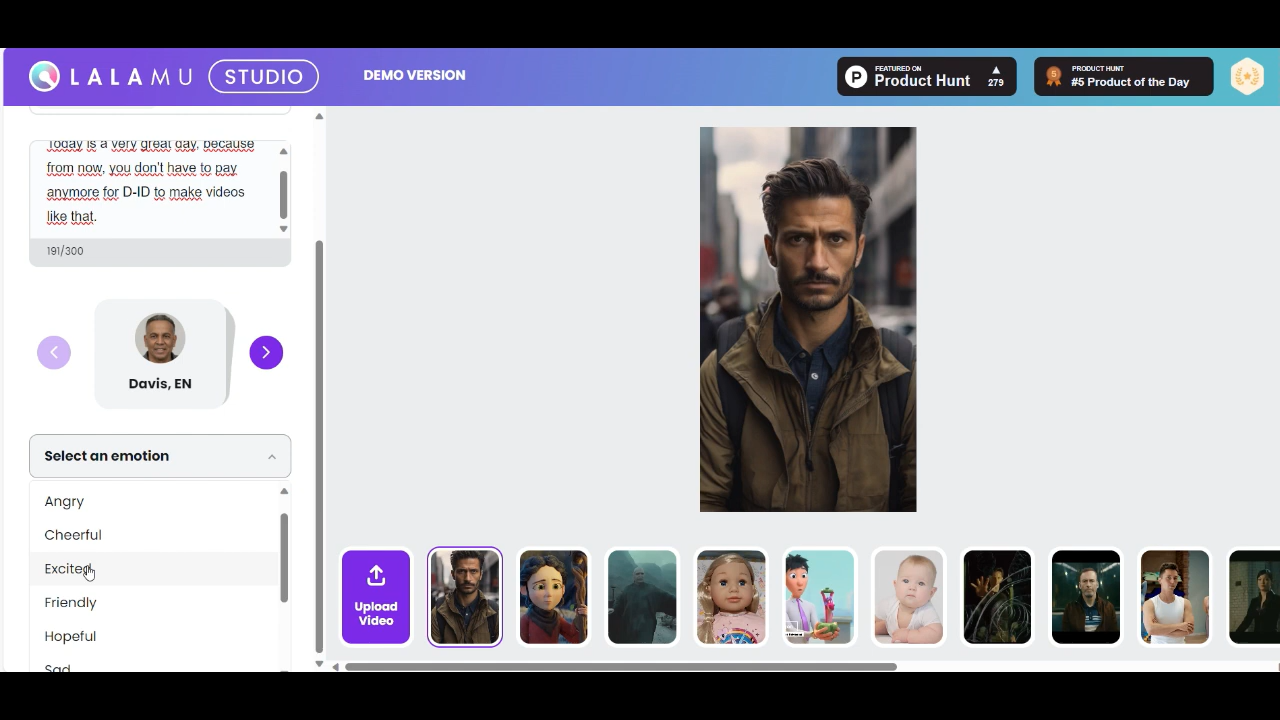 LALAMU STUDIO
DEMO VERSION
FEATURED ON
Product Hunt
279
5
PRODUCT HUNT
#5 Product of the Day
Today is a very great day, because
from now, you don't have to pay
anymore for D-ID to make videos
like that.
191/300
Davis, EN
Select an emotion
Angry
Cheerful
Excited
Friendly
Hopeful
Sad
Upload
Video